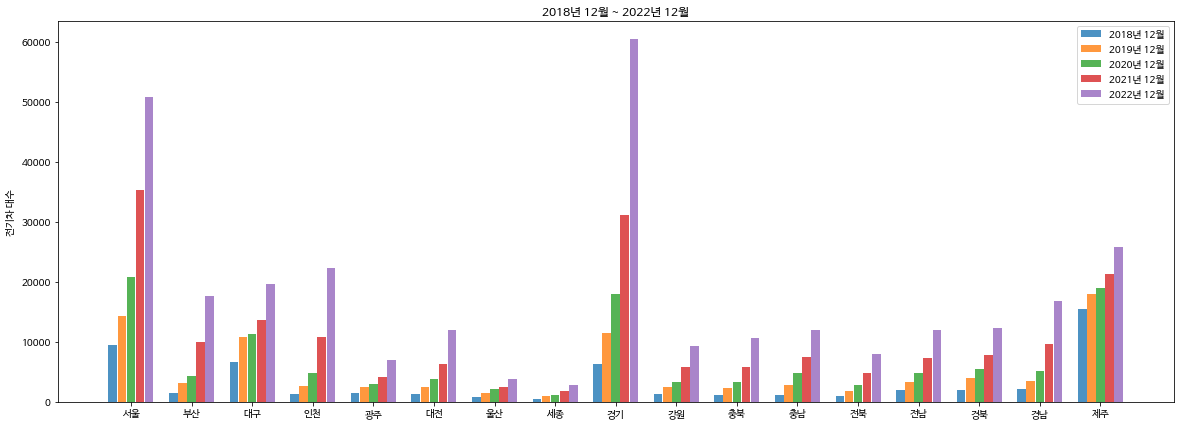 2018년 12월 ~ 2022년 12월
2018년 12월
2019년 12월
2020년 12월
2021년 12월
2022년 12월
전기차 대수
60000
50000
40000
30000
20000
10000
0
서울 부산 대구 인천 광주 대전 울산 세종 경기 강원 충북 충남 전북 전남 경북 경남 제주